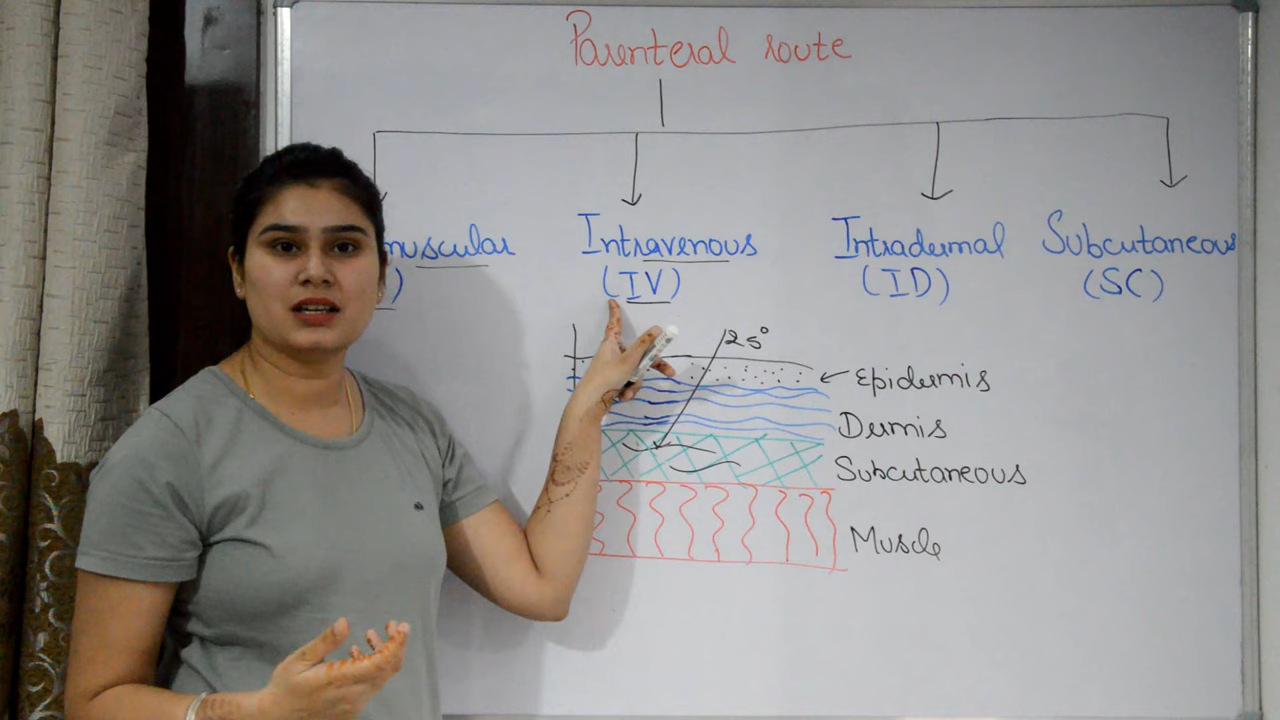 Parenteral route
muscular Intravenous Intradermal Subcutaneous
) (IV) (ID) (SC)
25°
Epidermis
Dermis
Subcutaneous
Muscle